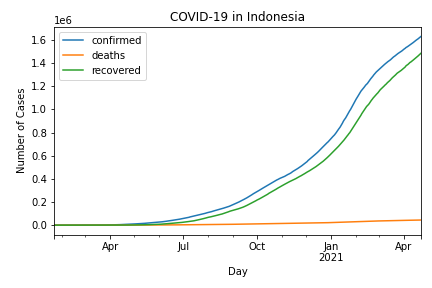 COVID-19 in Indonesia
1e6
confirmed
deaths
recovered
1.6
1.4
1.2
1.0
0.8
0.6
0.4
0.2
0.0
Number of Cases
Apr Jul Oct Jan Apr
2021
Day